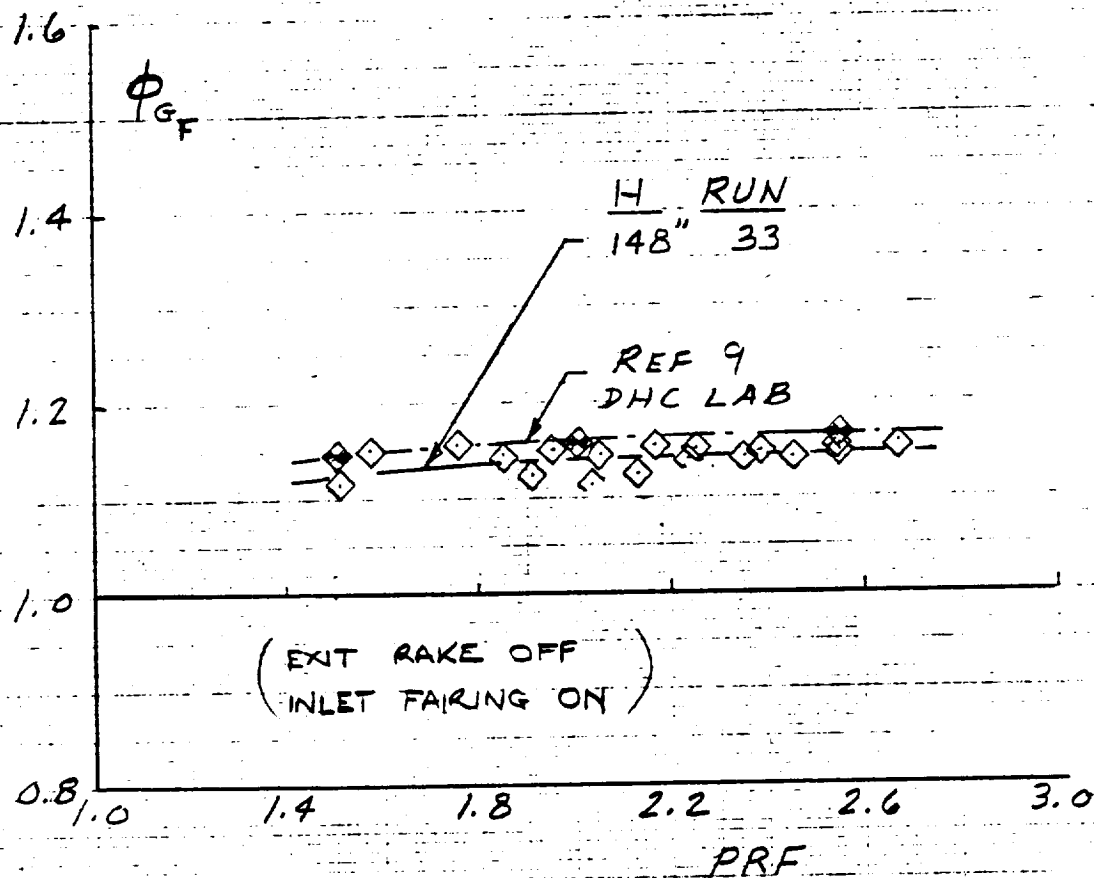 1.6
ϕGF
1.4
H RUN
148" 33
REF 9
DHC LAB
1.2
1.0
(EXIT RAKE OFF
INLET FAIRING ON)
0.8
1.0 1.4 1.8 2.2 2.6 3.0
PRF